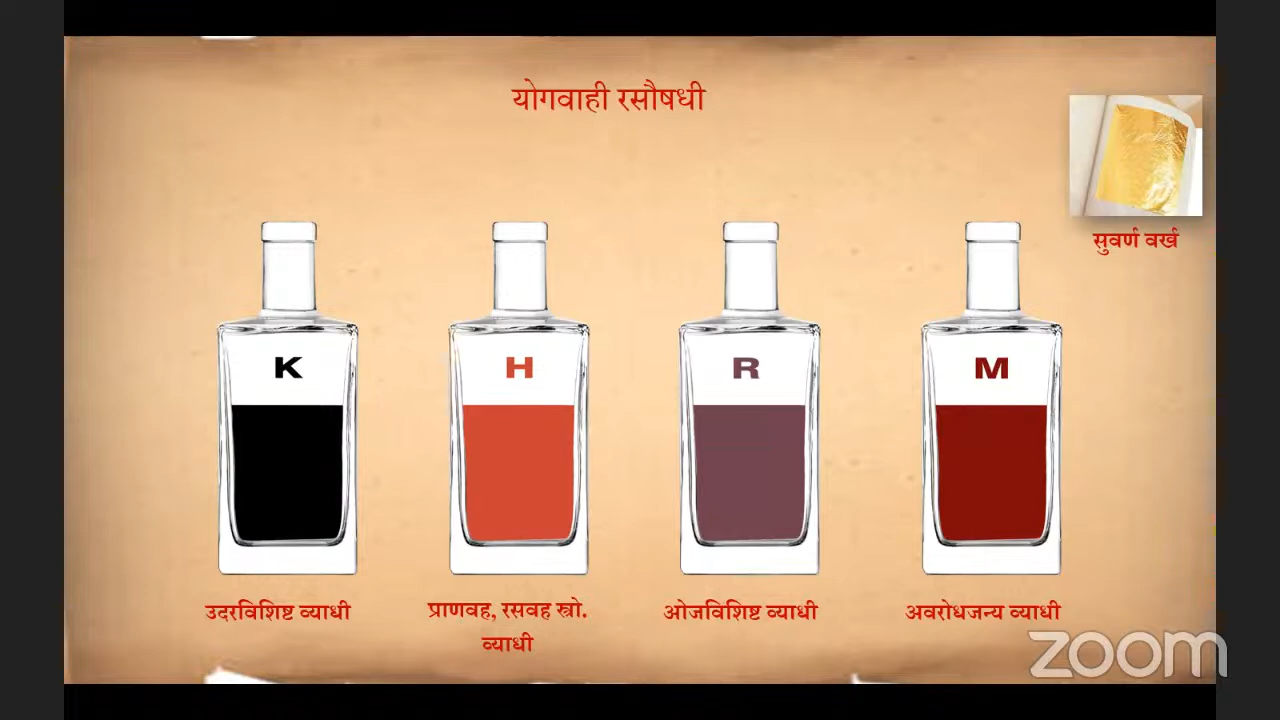 योगवाही रसौषधी
सुवर्ण वर्ख
K
H
R
M
उदरविशिष्ट व्याधी
प्राणवह, रसवह स्त्रो.
व्याधी
ओजविशिष्ट व्याधी
अवरोधजन्य व्याधी
zoom